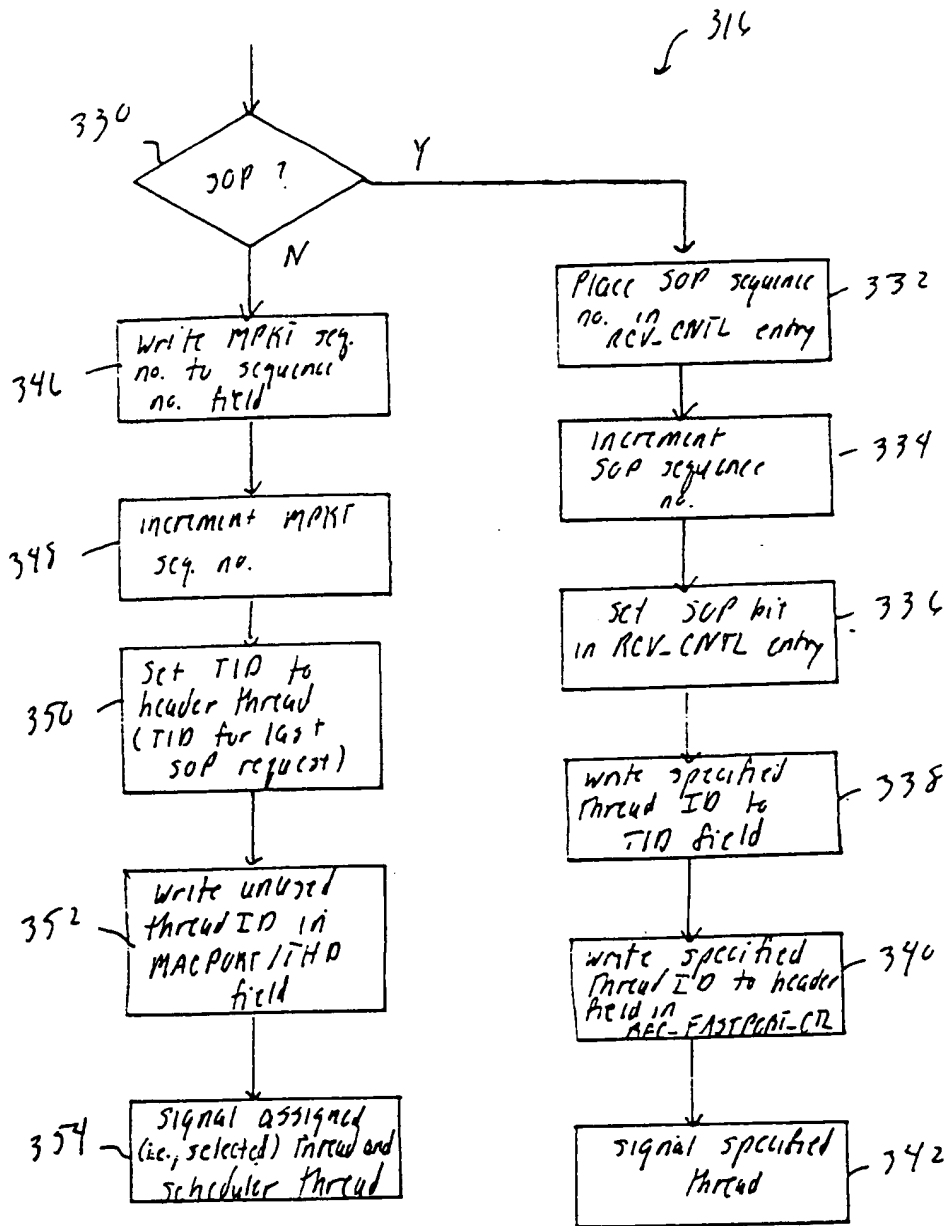 316
330
SOP ?
Y
N
Place SOP sequence
no. in
RCV_CNTL entry
332
Write MPKT seq.
no. to sequence
no. field
346
increment
SOP sequence
no.
334
increment MPKT
seq. no.
348
set SOP bit
in RCV_CNTL entry
336
Set TID to
header thread
(TID for last
SOP request)
350
write specified
thread ID to
TID field
338
write unused
thread ID in
MACPORT/THD
field
352
write specified
thread ID to header
field in
REC_FASTPORT_CTL
340
signal assigned
(i.e., selected) thread and
scheduler thread
354
signal specified
thread
342